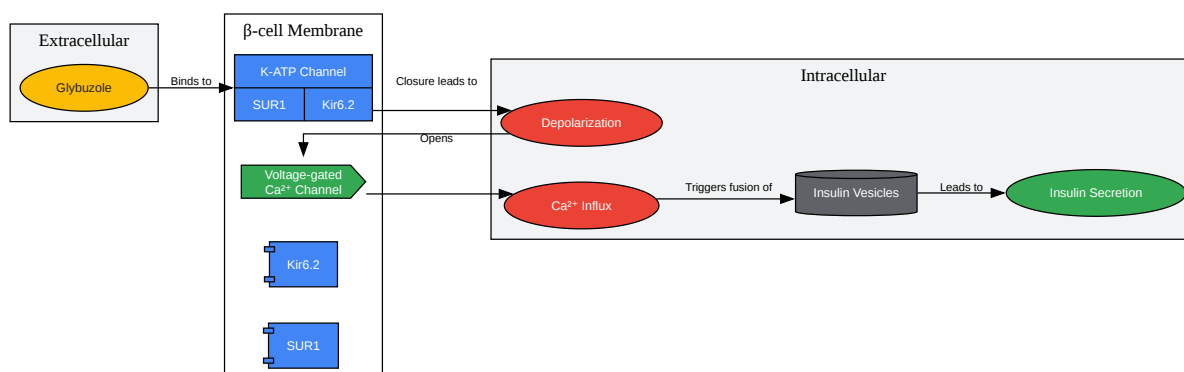 Extracellular
Glybuzole
Binds to
β-cell Membrane
K-ATP Channel
SUR1
Kir6.2
Closure leads to
Intracellular
Depolarization
Opens
Voltage-gated
Ca²⁺ Channel
Ca²⁺ Influx
Triggers fusion of
Insulin Vesicles
Leads to
Insulin Secretion
Kir6.2
SUR1